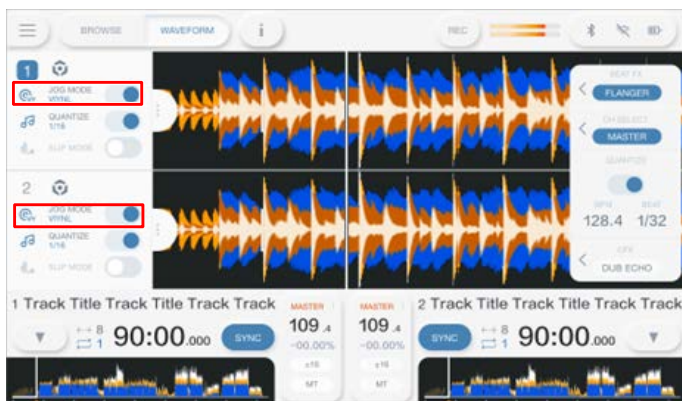 BROWSE
WAVEFORM
i
REC
1
JOG MODE
VIYNL
QUANTIZE
1/16
SLIP MODE
2
JOG MODE
VIYNL
QUANTIZE
1/16
SLIP MODE
BEAT FX
FLANGER
CH SELECT
MASTER
QUANTIZE
BPM BEAT
128.4 1/32
CFX
DUB ECHO
1 Track Title Track Title Track Track
8
1
90:00.000
SYNC
MASTER
109.4
-00.00%
±16
MT
MASTER
109.4
-00.00%
±16
MT
2 Track Title Track Title Track Track
SYNC
8
1
90:00.000